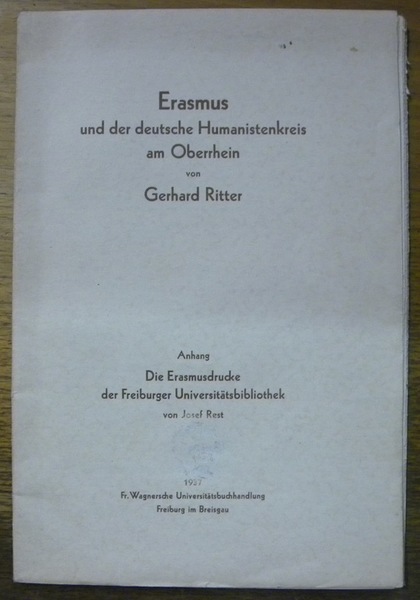 Erasmus
und der deutsche Humanistenkreis
am Oberrhein
von
Gerhard Ritter
Anhang
Die Erasmusdrucke
der Freiburger Universitätsbibliothek
von Josef Rest
1937
Fr. Wagnersche Universitätsbuchhandlung
Freiburg im Breisgau